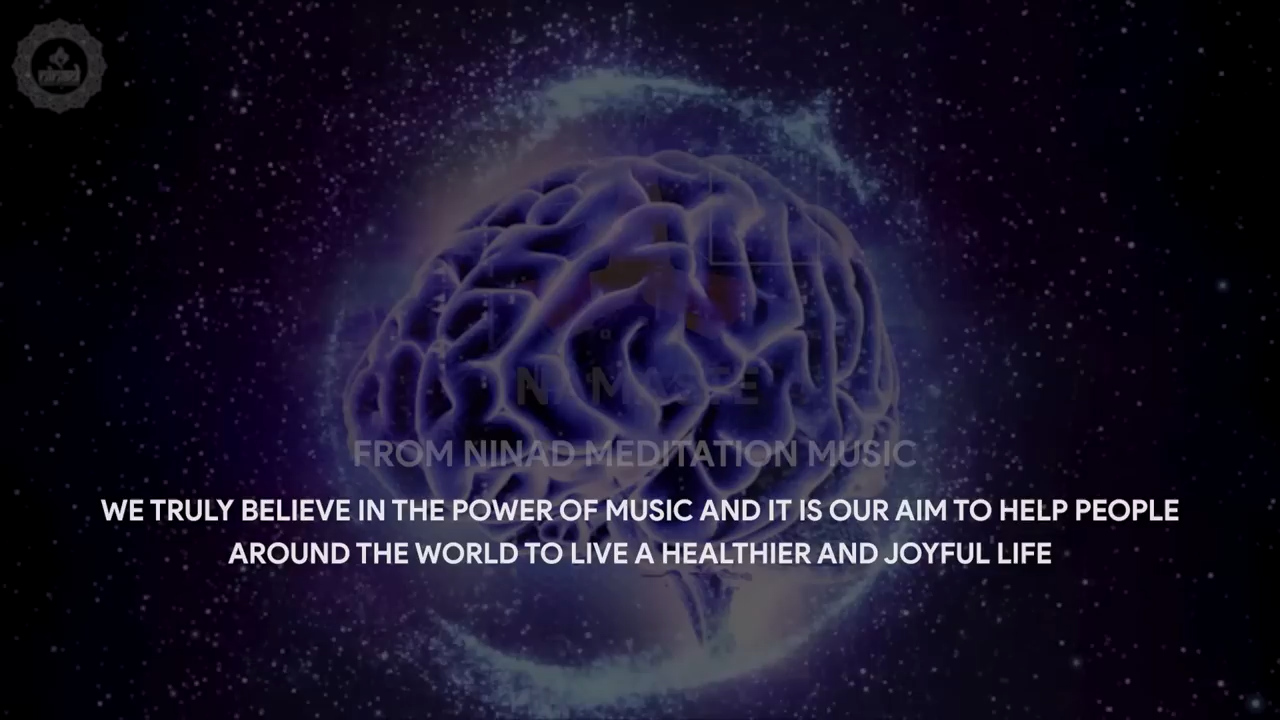 NAMASTE
FROM NINAD MEDITATION MUSIC
WE TRULY BELIEVE IN THE POWER OF MUSIC AND IT IS OUR AIM TO HELP PEOPLE
AROUND THE WORLD TO LIVE A HEALTHIER AND JOYFUL LIFE